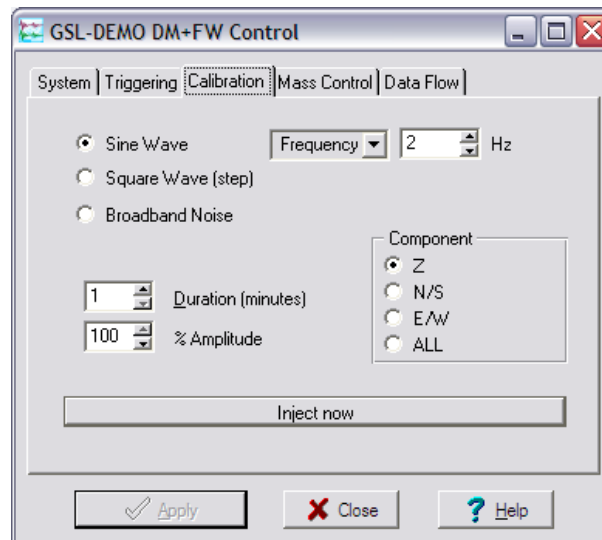 GSL-DEMO DM+FW Control
System Triggering Calibration Mass Control Data Flow
Sine Wave Frequency 2 Hz
Square Wave (step)
Broadband Noise
Component
Z
N/S
E/W
ALL
1 Duration (minutes)
100 % Amplitude
Inject now
Apply Close Help